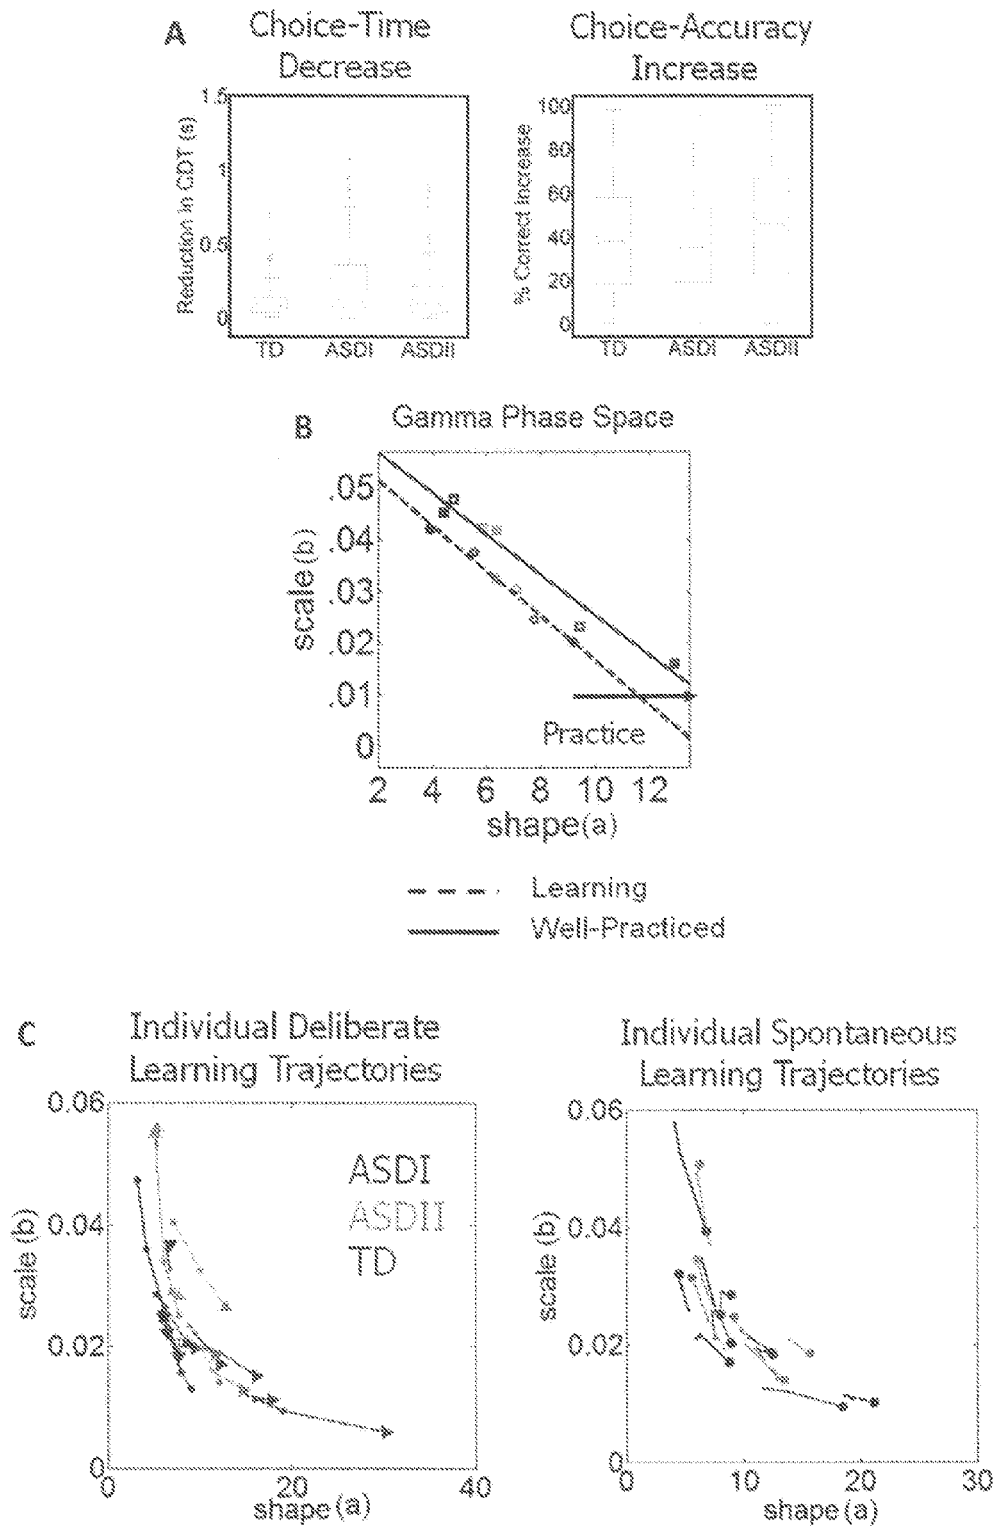 A
Choice-Time
Decrease
Choice-Accuracy
Increase
Reduction in CDT (s)
1.5
1
0.5
0
TD ASDI ASDII
% Correct Increase
100
80
60
40
20
0
TD ASDI ASDII
B
Gamma Phase Space
scale (b)
.05
.04
.03
.02
.01
0
Practice
2 4 6 8 10 12
shape (a)
Learning
Well-Practiced
C
Individual Deliberate
Learning Trajectories
scale (b)
0.06
0.04
0.02
0
ASDI
ASDII
TD
0 20 40
shape (a)
Individual Spontaneous
Learning Trajectories
scale (b)
0.06
0.04
0.02
0
0 10 20 30
shape (a)